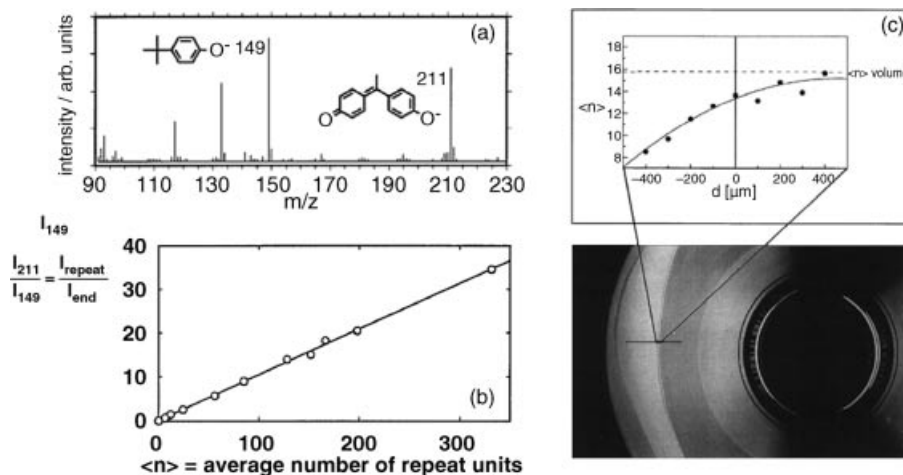 (a)
intensity / arb. units
O⁻ 149
211
O
O⁻
90 110 130 150 170 190 210 230
m/z
I149
I211 / I149 = Irepeat / Iend
40
30
20
10
0
(b)
0 100 200 300
<n> = average number of repeat units
(c)
18
16
14
12
10
8
<n>
<n> volume
−400 −200 0 200 400
d [µm]